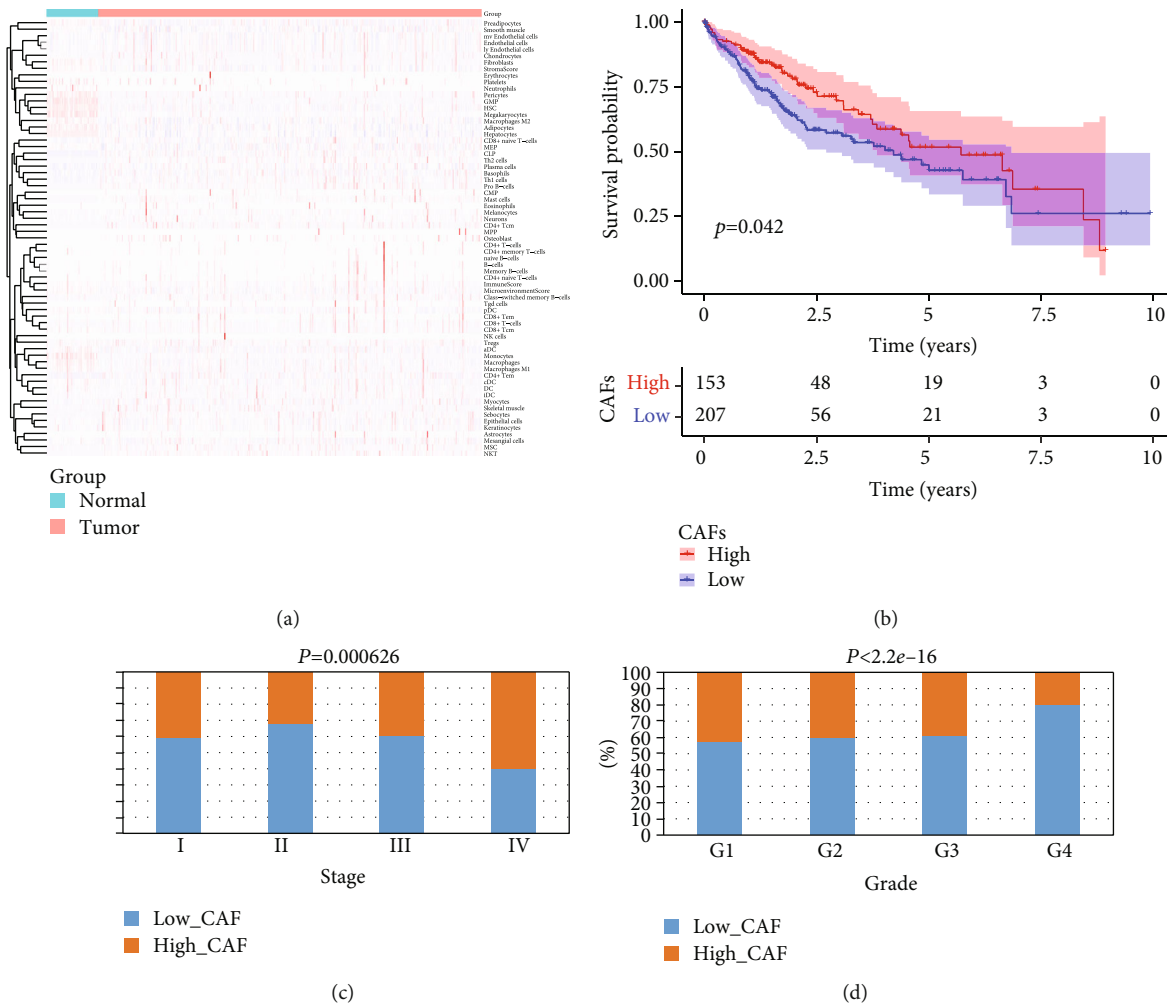 Group
Preadipocytes
Smooth muscle
mv Endothelial cells
Endothelial cells
ly Endothelial cells
Chondrocytes
Fibroblasts
StromaScore
Erythrocytes
Platelets
Neutrophils
Pericytes
GMP
HSC
Megakaryocytes
Macrophages M2
Adipocytes
Hepatocytes
CD8+ naive T−cells
MEP
CLP
Th2 cells
Plasma cells
Basophils
Th1 cells
Pro B−cells
CMP
Mast cells
Eosinophils
Melanocytes
Neurons
CD4+ Tcm
MPP
Osteoblast
CD4+ T−cells
CD4+ memory T−cells
naive B−cells
B−cells
Memory B−cells
CD4+ naive T−cells
ImmuneScore
MicroenvironmentScore
Class−switched memory B−cells
Tgd cells
pDC
CD8+ Tem
CD8+ T−cells
CD8+ Tcm
NK cells
Tregs
aDC
Monocytes
Macrophages
Macrophages M1
CD4+ Tem
cDC
DC
iDC
Myocytes
Skeletal muscle
Sebocytes
Epithelial cells
Keratinocytes
Astrocytes
Mesangial cells
MSC
NKT
Group
Normal
Tumor
(a)
Survival probability
1.00
0.75
0.50
0.25
0.00
p=0.042
0 2.5 5 7.5 10
Time (years)
CAFs
High 153 48 19 3 0
Low 207 56 21 3 0
0 2.5 5 7.5 10
Time (years)
CAFs
High
Low
(b)
P=0.000626
I II III IV
Stage
Low_CAF
High_CAF
(c)
P<2.2e−16
(%)
100
90
80
70
60
50
40
30
20
10
0
G1 G2 G3 G4
Grade
Low_CAF
High_CAF
(d)